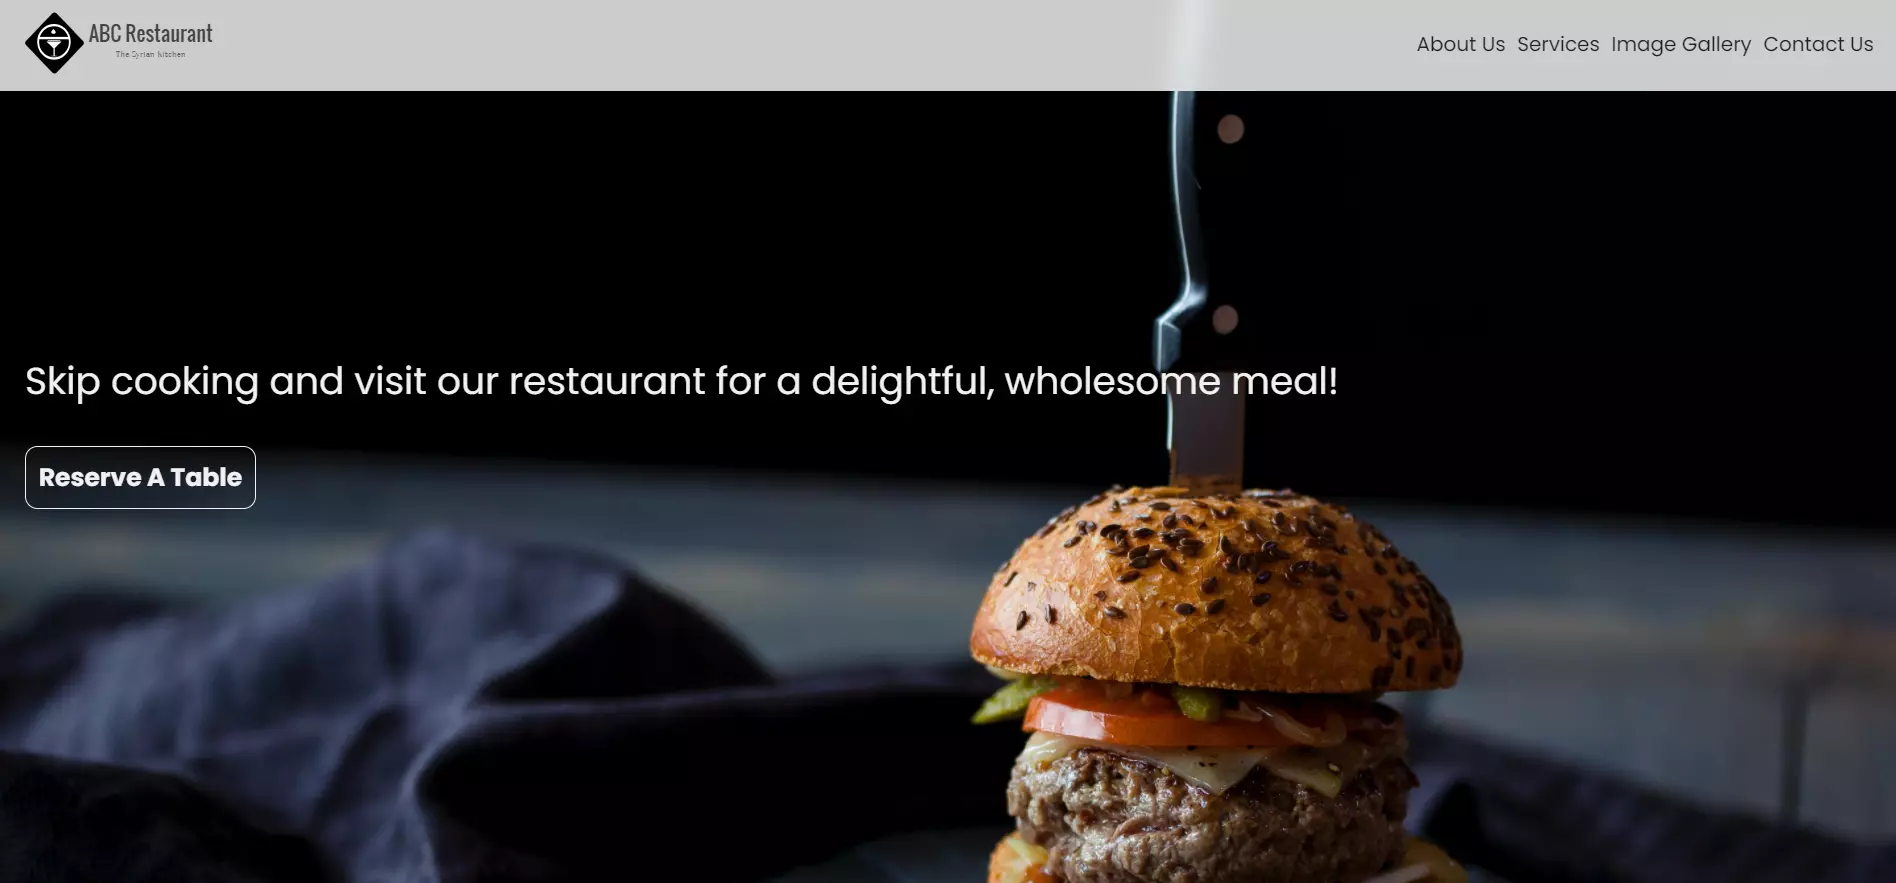 ABC Restaurant
The Syrian Kitchen
About Us Services Image Gallery Contact Us
Skip cooking and visit our restaurant for a delightful, wholesome meal!
Reserve A Table